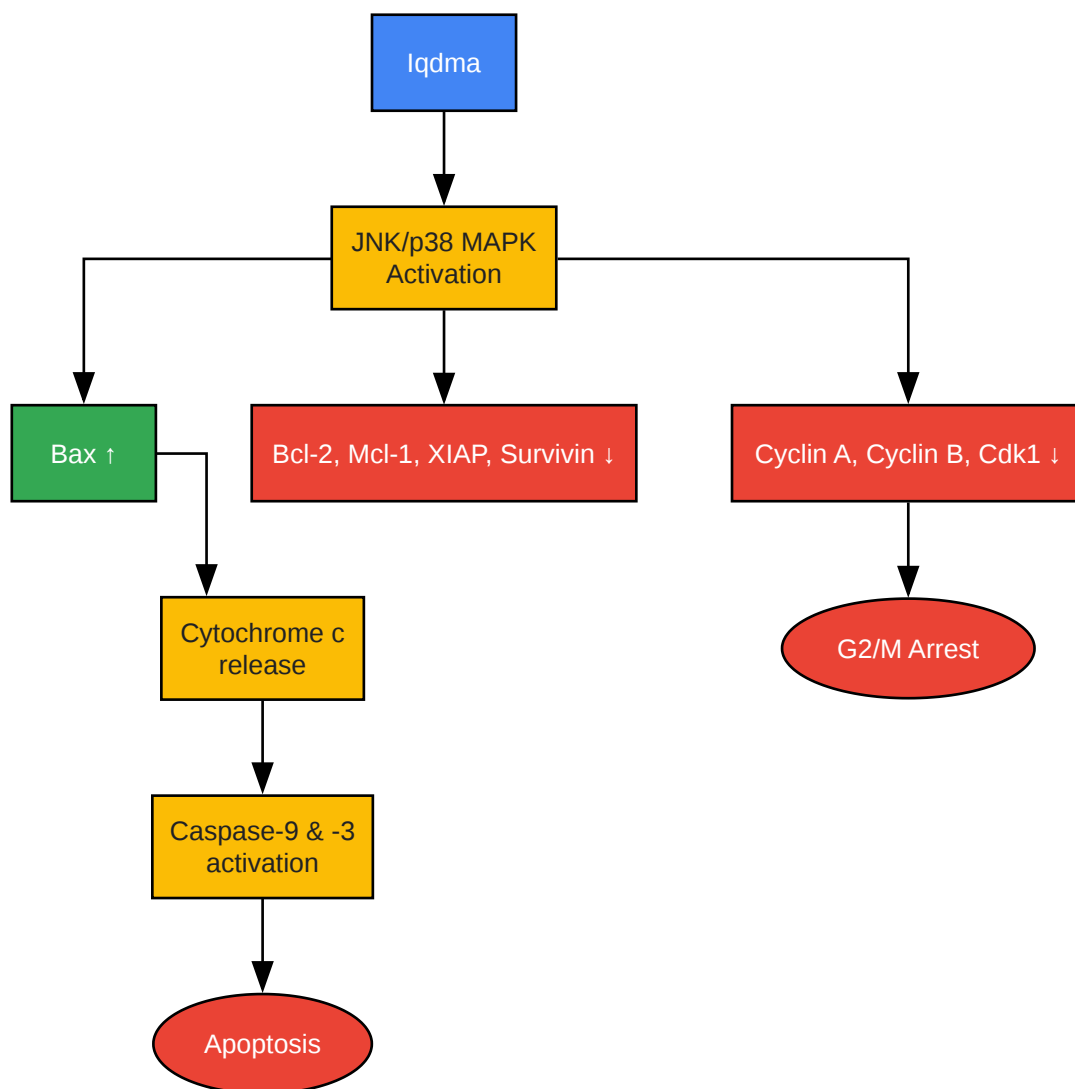 Iqdma
JNK/p38 MAPK
Activation
Bax ↑
Bcl-2, Mcl-1, XIAP, Survivin ↓
Cyclin A, Cyclin B, Cdk1 ↓
Cytochrome c
release
G2/M Arrest
Caspase-9 & -3
activation
Apoptosis